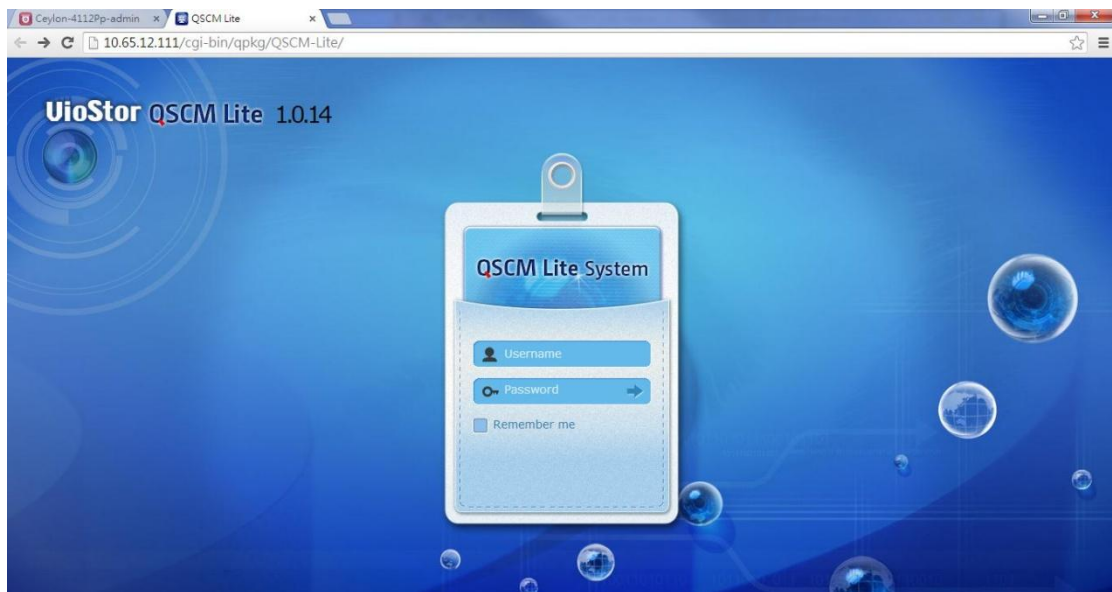 Ceylon-4112Pp-admin
QSCM Lite
10.65.12.111/cgi-bin/qpkg/QSCM-Lite/
VioStor QSCM Lite 1.0.14
QSCM Lite System
Username
Password
Remember me